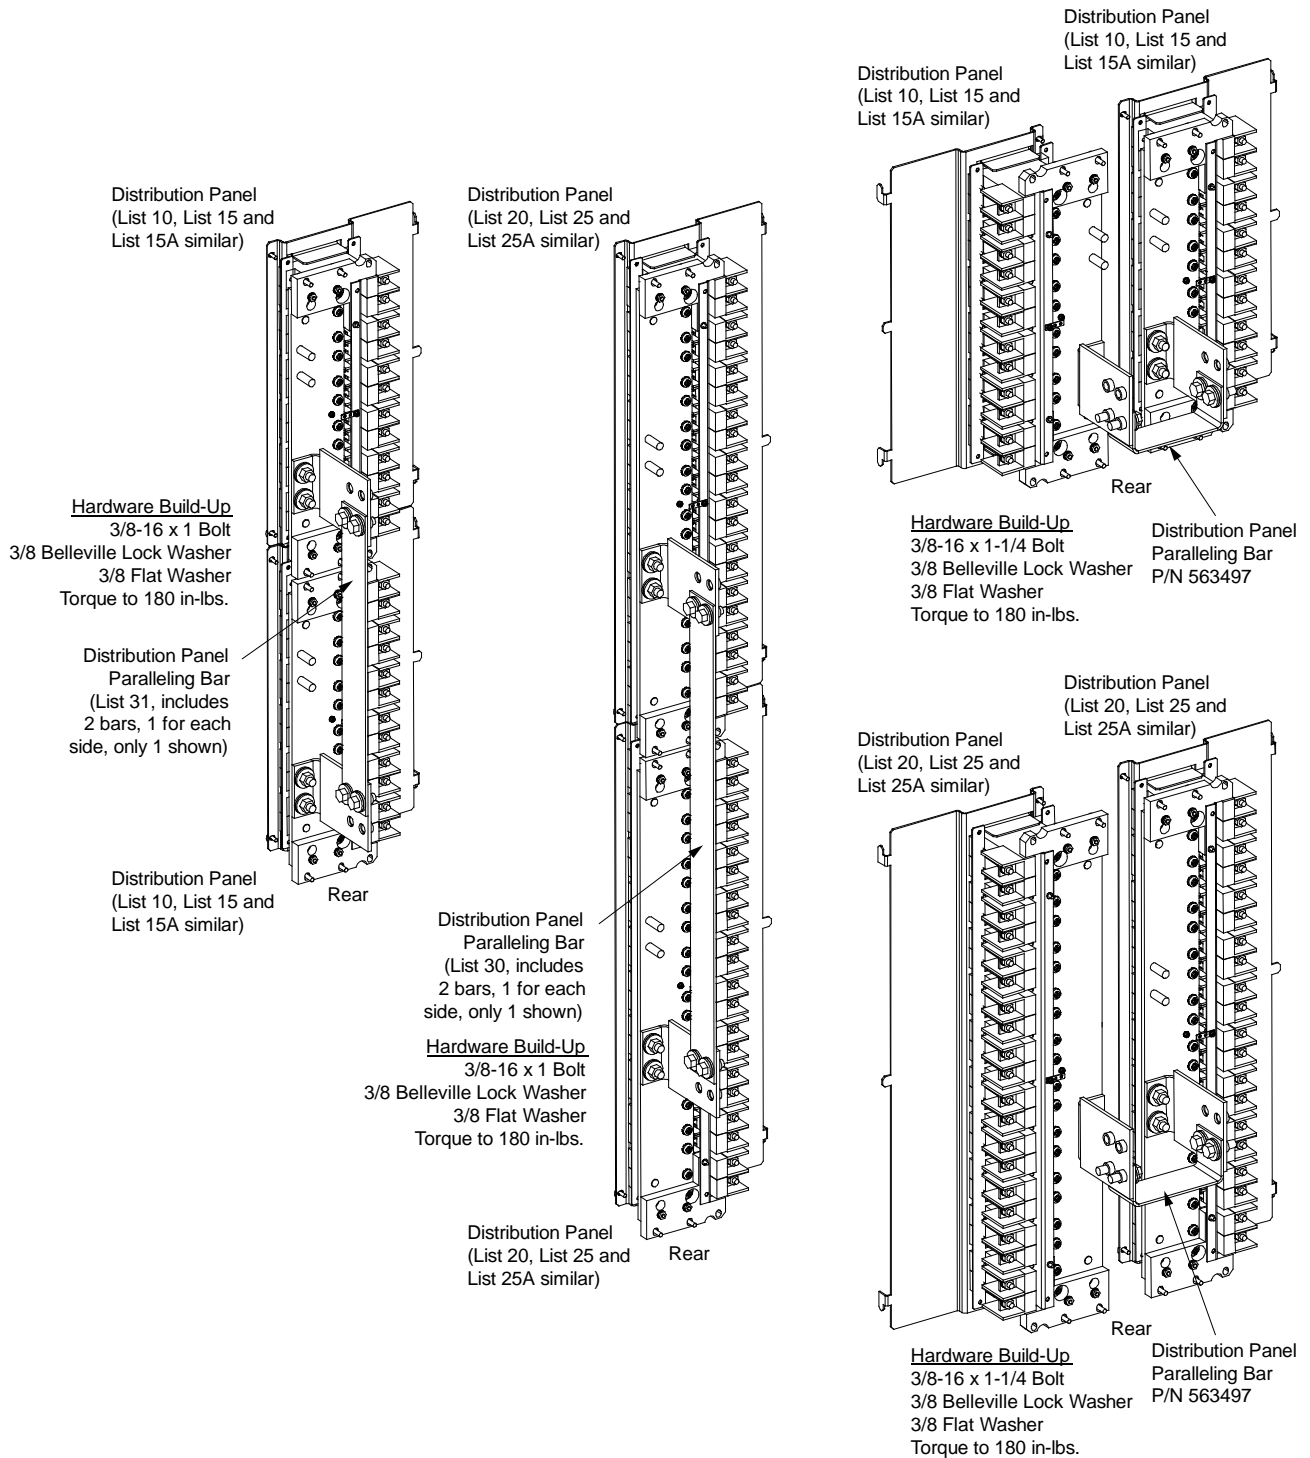 Distribution Panel
(List 10, List 15 and
List 15A similar)
Hardware Build-Up
3/8-16 x 1 Bolt
3/8 Belleville Lock Washer
3/8 Flat Washer
Torque to 180 in-lbs.
Distribution Panel
Paralleling Bar
(List 31, includes
2 bars, 1 for each
side, only 1 shown)
Distribution Panel
(List 10, List 15 and
List 15A similar)
Rear
Distribution Panel
(List 20, List 25 and
List 25A similar)
Distribution Panel
Paralleling Bar
(List 30, includes
2 bars, 1 for each
side, only 1 shown)
Hardware Build-Up
3/8-16 x 1 Bolt
3/8 Belleville Lock Washer
3/8 Flat Washer
Torque to 180 in-lbs.
Distribution Panel
(List 20, List 25 and
List 25A similar)
Rear
Distribution Panel
(List 10, List 15 and
List 15A similar)
Distribution Panel
(List 10, List 15 and
List 15A similar)
Rear
Hardware Build-Up
3/8-16 x 1-1/4 Bolt
3/8 Belleville Lock Washer
3/8 Flat Washer
Torque to 180 in-lbs.
Distribution Panel
Paralleling Bar
P/N 563497
Distribution Panel
(List 20, List 25 and
List 25A similar)
Distribution Panel
(List 20, List 25 and
List 25A similar)
Rear
Hardware Build-Up
3/8-16 x 1-1/4 Bolt
3/8 Belleville Lock Washer
3/8 Flat Washer
Torque to 180 in-lbs.
Distribution Panel
Paralleling Bar
P/N 563497